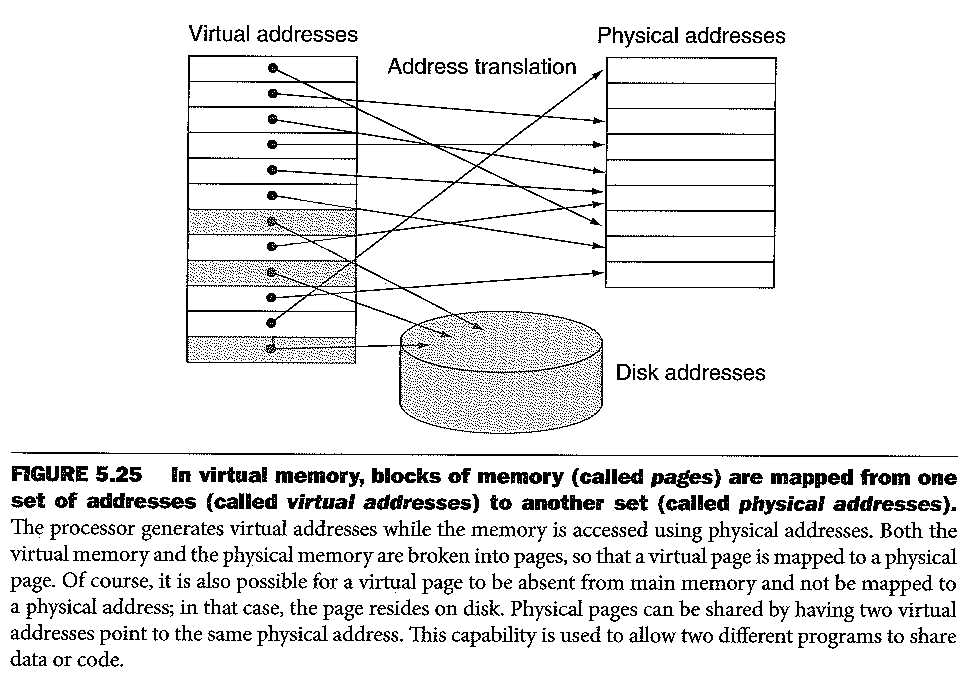 Virtual addresses
Physical addresses
Address translation
Disk addresses
FIGURE 5.25 In virtual memory, blocks of memory (called pages) are mapped from one
set of addresses (called virtual addresses) to another set (called physical addresses).
The processor generates virtual addresses while the memory is accessed using physical addresses. Both the
virtual memory and the physical memory are broken into pages, so that a virtual page is mapped to a physical
page. Of course, it is also possible for a virtual page to be absent from main memory and not be mapped to
a physical address; in that case, the page resides on disk. Physical pages can be shared by having two virtual
addresses point to the same physical address. This capability is used to allow two different programs to share
data or code.